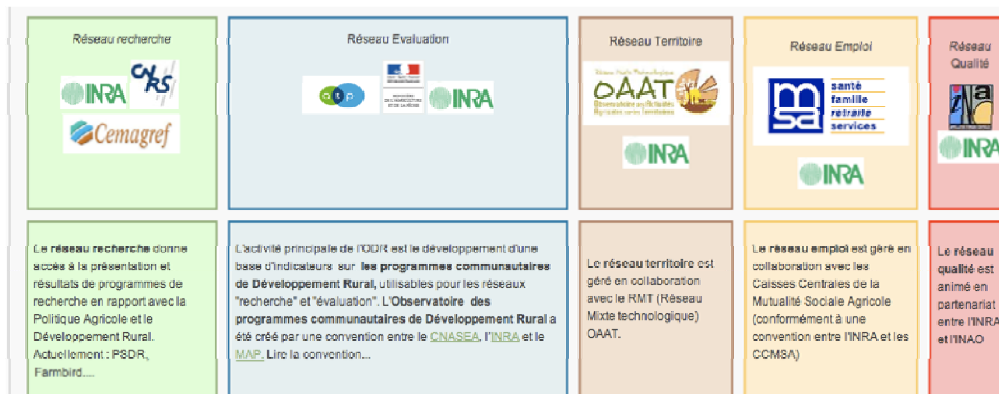 Réseau recherche
INRA
CNRS
Cemagref
Réseau Evaluation
INRA
Réseau Territoire
OAAT
INRA
Réseau Emploi
msa
santé
famille
retraite
services
INRA
Réseau
Qualité
INRA
Le réseau recherche donne
accès à la présentation et
résultats de programmes de
recherche en rapport avec la
Politique Agricole et le
Développement Rural.
Actuellement : PSDR,
Farmbird....
L'activité principale de l'ODR est le développement d'une
base d'indicateurs sur les programmes communautaires
de Développement Rural, utilisables pour les réseaux
"recherche" et "évaluation". L'Observatoire des
programmes communautaires de Développement Rural a
été créé par une convention entre le CNASEA, l'INRA et le
MAP. Lire la convention...
Le réseau territoire est
géré en collaboration
avec le RMT (Réseau
Mixte technologique)
OAAT.
Le réseau emploi est géré en
collaboration avec les
Caisses Centrales de la
Mutualité Sociale Agricole
(conformément à une
convention entre l'INRA et les
CCMSA)
Le réseau
qualité est
animé en
partenariat
entre l'INRA
et l'INAO